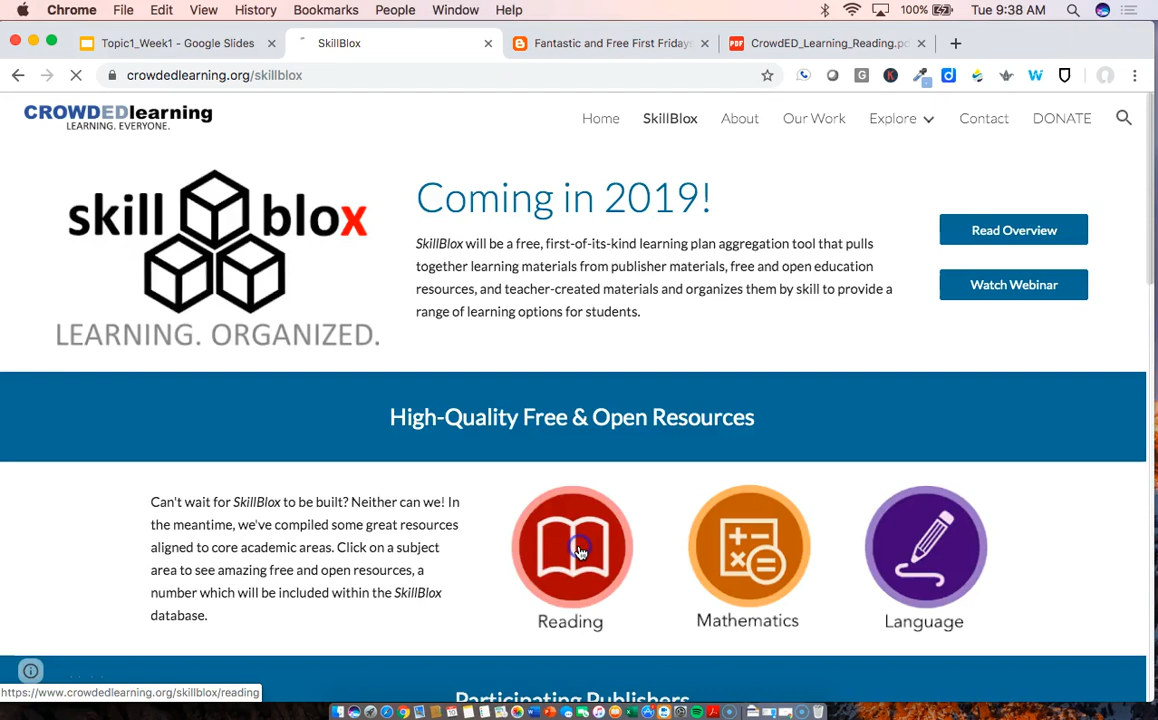 Chrome File Edit View History Bookmarks People Window Help 100% Tue 9:38 AM
Topic1_Week1 - Google Slides SkillBlox Fantastic and Free First Fridays CrowdED_Learning_Reading.p
crowdedlearning.org/skillblox
CROWDEDlearning
LEARNING. EVERYONE.
Home SkillBlox About Our Work Explore Contact DONATE
skill blox
LEARNING. ORGANIZED.
Coming in 2019!
SkillBlox will be a free, first-of-its-kind learning plan aggregation tool that pulls
together learning materials from publisher materials, free and open education
resources, and teacher-created materials and organizes them by skill to provide a
range of learning options for students.
Read Overview
Watch Webinar
High-Quality Free & Open Resources
Can't wait for SkillBlox to be built? Neither can we! In
the meantime, we've compiled some great resources
aligned to core academic areas. Click on a subject
area to see amazing free and open resources, a
number which will be included within the SkillBlox
database.
Reading
Mathematics
Language
Participating Publishers
https://www.crowdedlearning.org/skillblox/reading